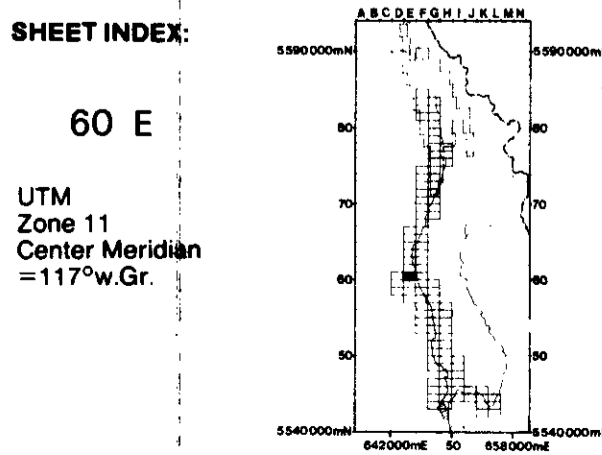 SHEET INDEX:
60 E
UTM
Zone 11
Center Meridian
=117°w.Gr.
A B C D E F G H I J K L M N
5590000mN 5590000m
80 80
70 70
60 60
50 50
5540000mN 5540000m
642000mE 50 658000mE